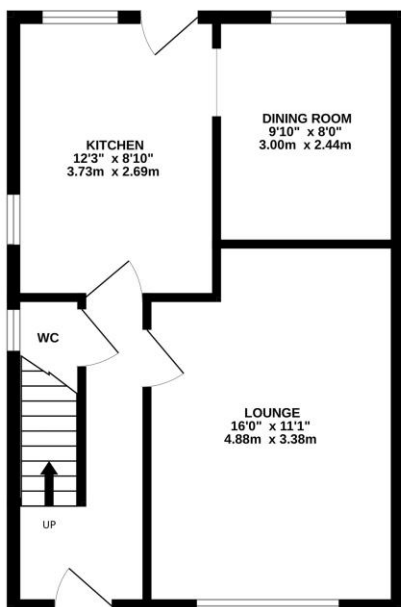 KITCHEN
12'3" x 8'10"
3.73m x 2.69m
DINING ROOM
9'10" x 8'0"
3.00m x 2.44m
WC
LOUNGE
16'0" x 11'1"
4.88m x 3.38m
UP